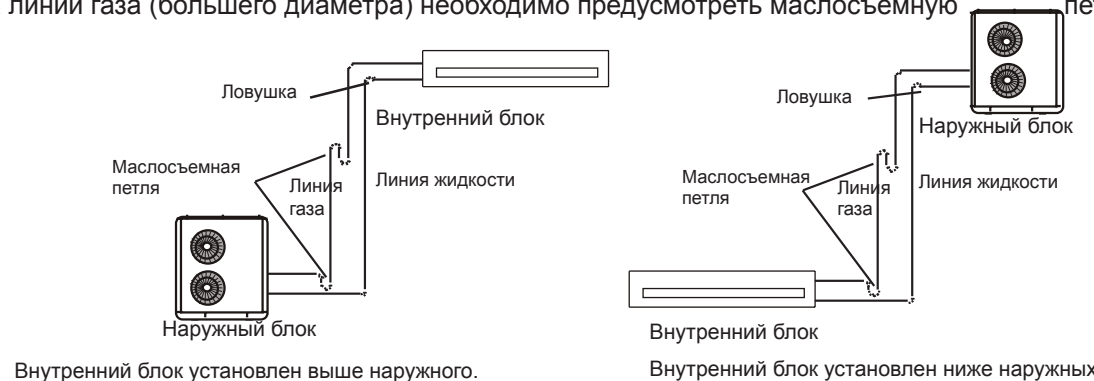 линии газа (большего диаметра) необходимо предусмотреть маслосъемную
Ловушка
Внутренний блок
Маслосъемная
петля
Линия
газа
Линия жидкости
Наружный блок
Внутренний блок установлен выше наружного.
Ловушка
Наружный блок
Маслосъемная
петля
Линия
газа
Линия жидкости
Внутренний блок
Внутренний блок установлен ниже наружных